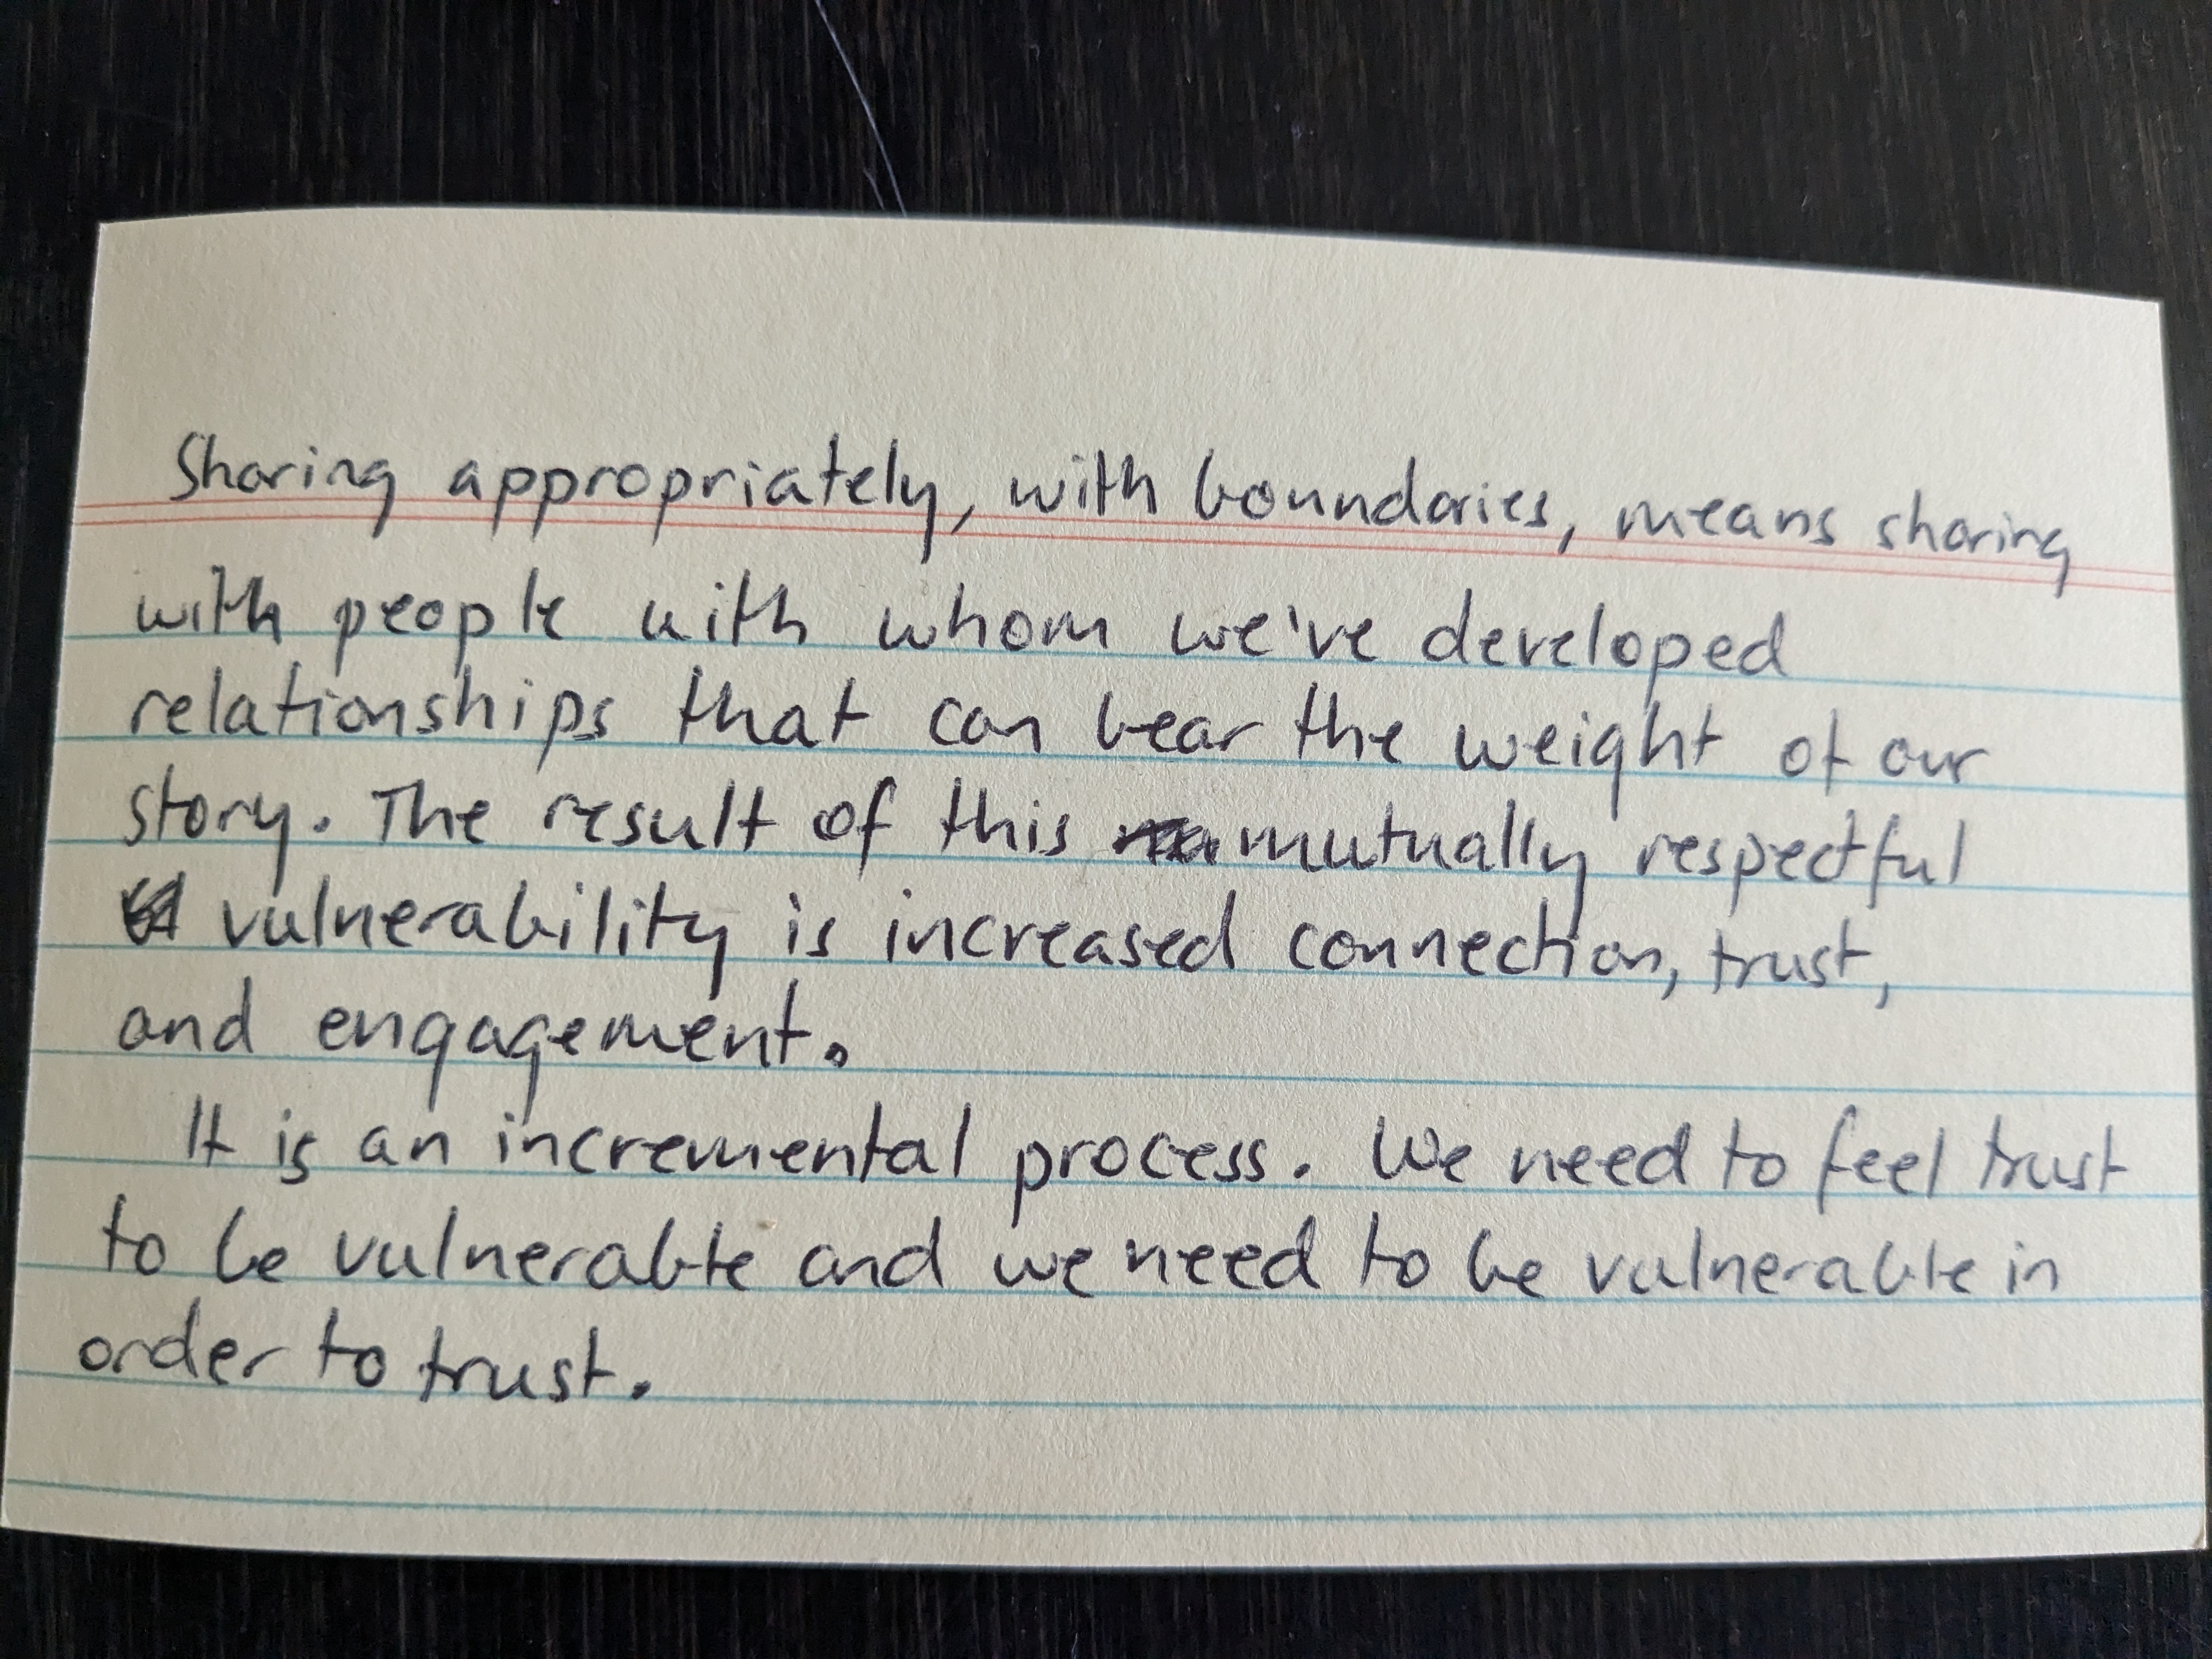 Sharing appropriately, with boundaries, means sharing
with people with whom we've developed
relationships that can bear the weight of our
story. The result of this mutually respectful
vulnerability is increased connection, trust,
and engagement.
It is an incremental process. We need to feel trust
to be vulnerable and we need to be vulnerable in
order to trust.